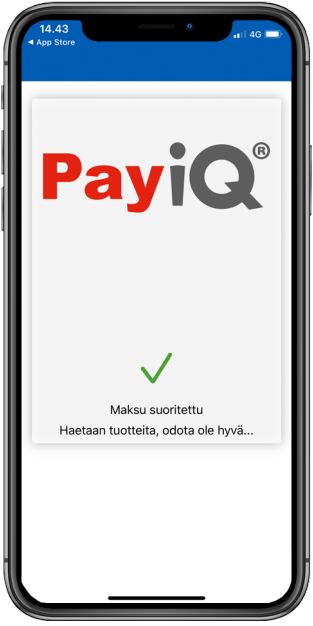 14.43
4G
◀ App Store
PayiQ®
Maksu suoritettu
Haetaan tuotteita, odota ole hyvä...